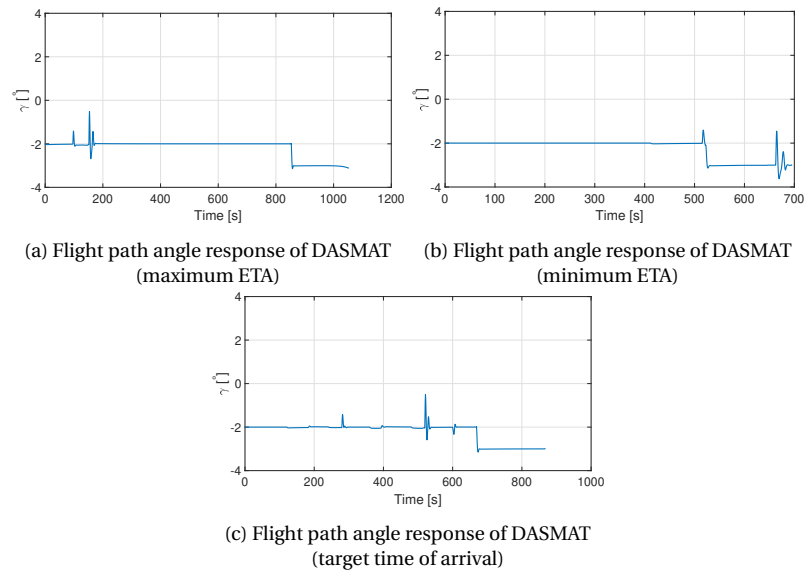 4
2
0
-2
-4
γ [°]
0 200 400 600 800 1000 1200
Time [s]
(a) Flight path angle response of DASMAT
(maximum ETA)
4
2
0
-2
-4
γ [°]
0 100 200 300 400 500 600 700
Time [s]
(b) Flight path angle response of DASMAT
(minimum ETA)
4
2
0
-2
-4
γ [°]
0 200 400 600 800 1000
Time [s]
(c) Flight path angle response of DASMAT
(target time of arrival)